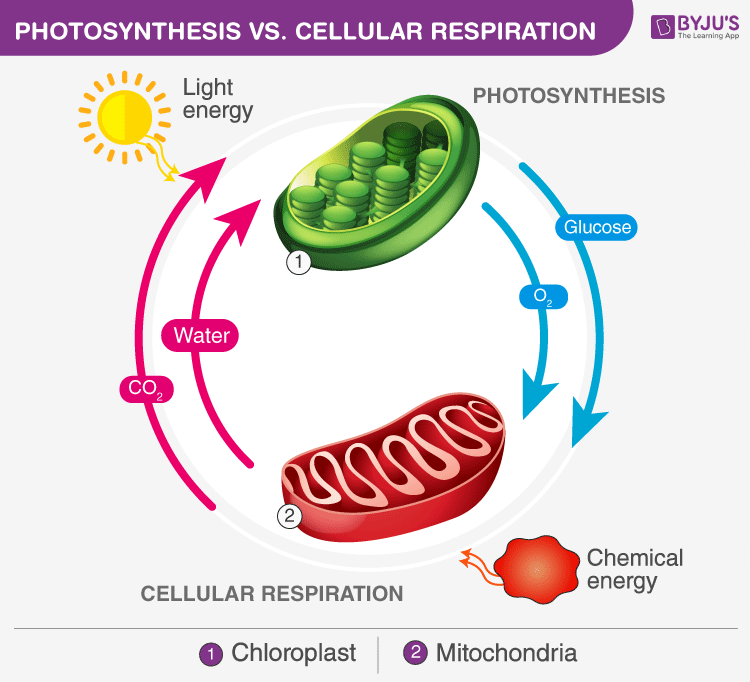 PHOTOSYNTHESIS VS. CELLULAR RESPIRATION
BYJU'S
The Learning App
Light
energy
PHOTOSYNTHESIS
Glucose
O₂
1
Water
CO₂
2
Chemical
energy
CELLULAR RESPIRATION
1 Chloroplast
2 Mitochondria